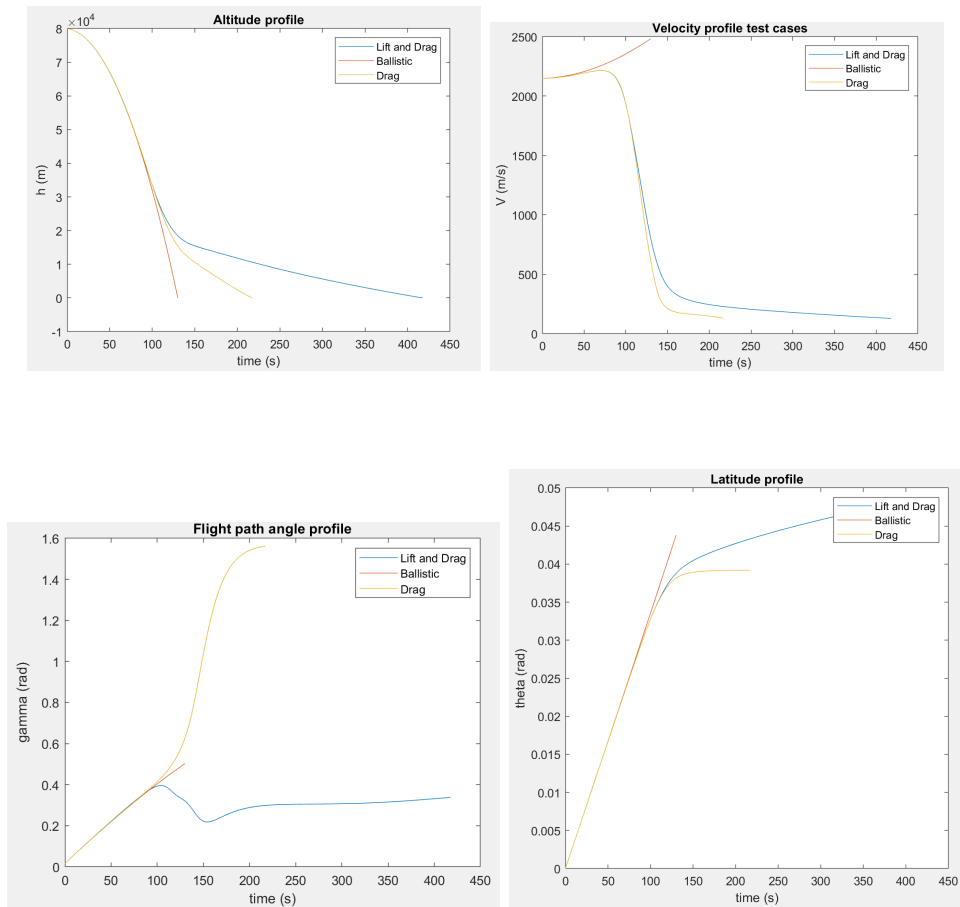 Altitude profile
×10⁴
8
7
6
5
4
3
2
1
0
-1
h (m)
0 50 100 150 200 250 300 350 400 450
time (s)
Lift and Drag
Ballistic
Drag
Velocity profile test cases
2500
2000
1500
1000
500
0
V (m/s)
0 50 100 150 200 250 300 350 400 450
time (s)
Lift and Drag
Ballistic
Drag
Flight path angle profile
1.6
1.4
1.2
1
0.8
0.6
0.4
0.2
0
gamma (rad)
0 50 100 150 200 250 300 350 400 450
time (s)
Lift and Drag
Ballistic
Drag
Latitude profile
0.05
0.045
0.04
0.035
0.03
0.025
0.02
0.015
0.01
0.005
0
theta (rad)
0 50 100 150 200 250 300 350 400 450
time (s)
Lift and Drag
Ballistic
Drag